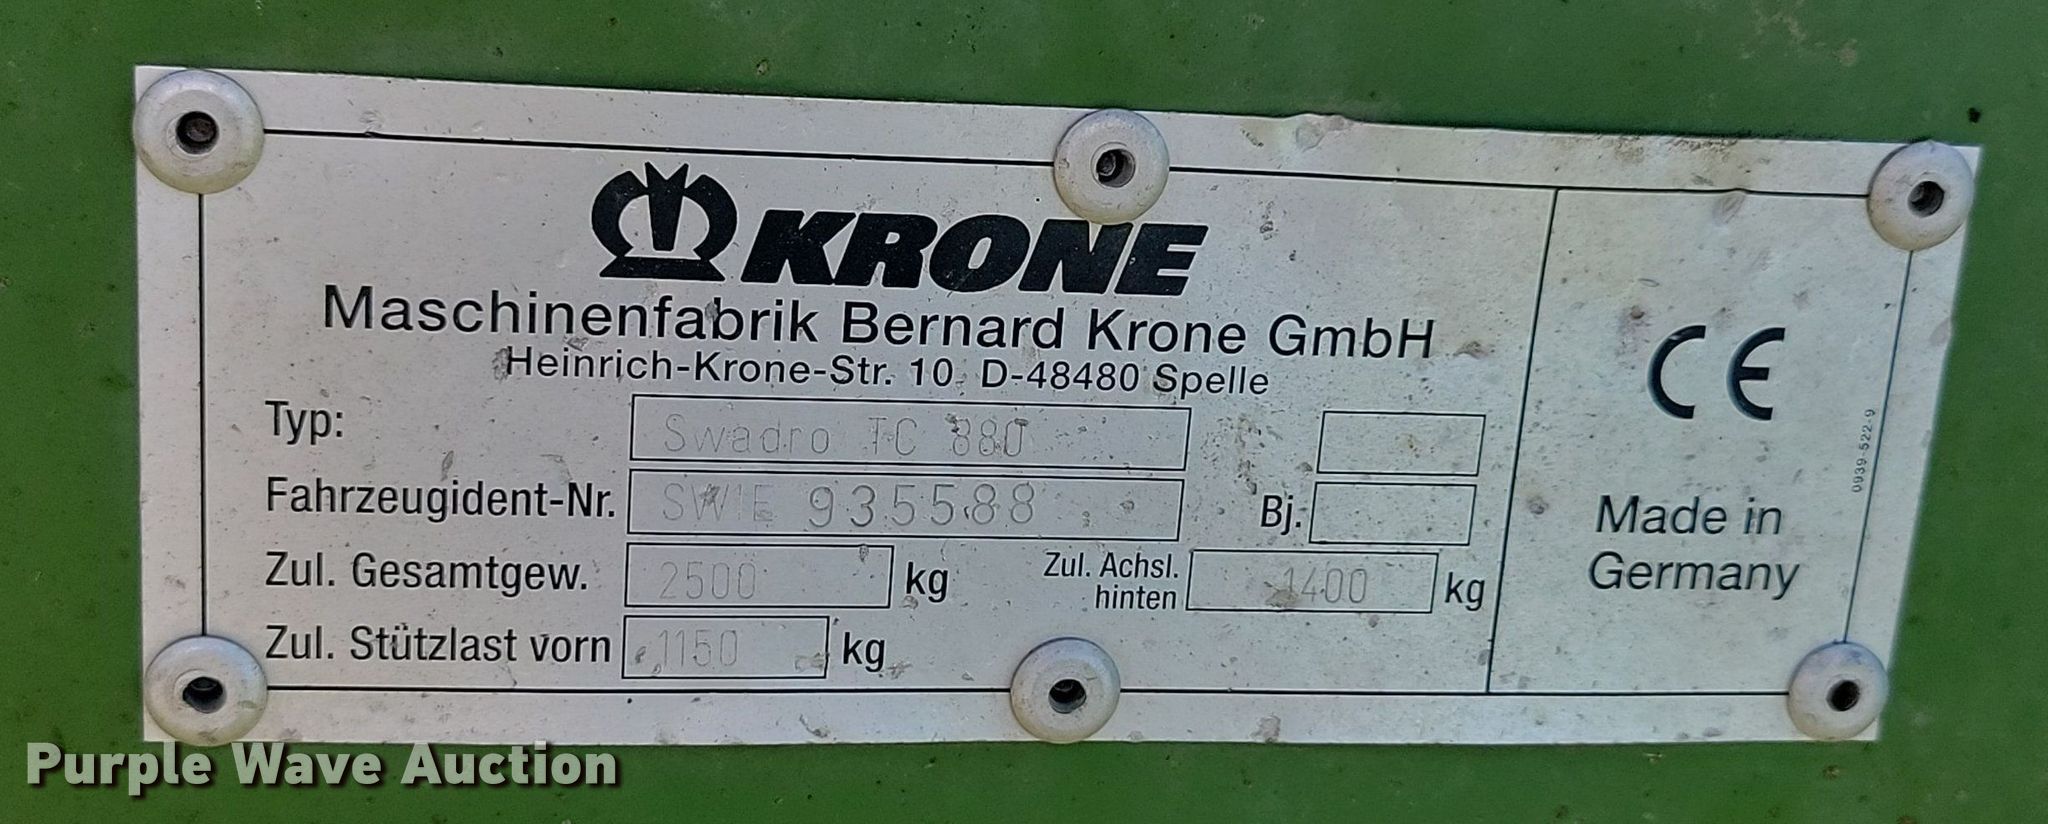 KRONE
Maschinenfabrik Bernard Krone GmbH
Heinrich-Krone-Str. 10 D-48480 Spelle
Typ: Swadro TC 880
Fahrzeugident-Nr. SW1E 935588 Bj.
Zul. Gesamtgew. 2500 kg Zul. Achsl. hinten 1400 kg
Zul. Stützlast vorn 1150 kg
CE
0939-522-9
Made in
Germany
Purple Wave Auction